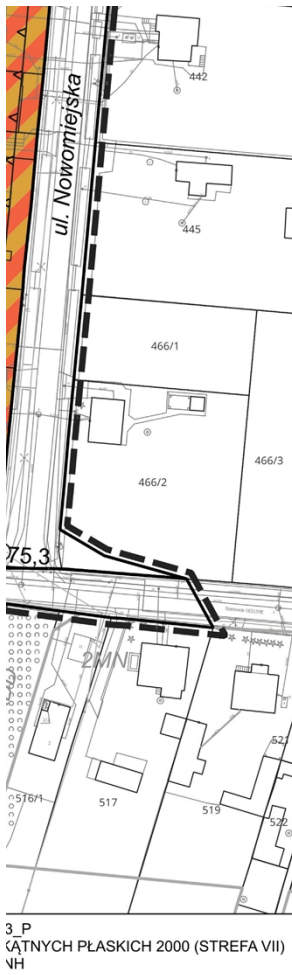 442
ul. Nowomiejska
445
466/1
466/3
466/2
75,3
2MN
521
516/1
517
519
522
3_P
KĄTNYCH PŁASKICH 2000 (STREFA VII)
NH